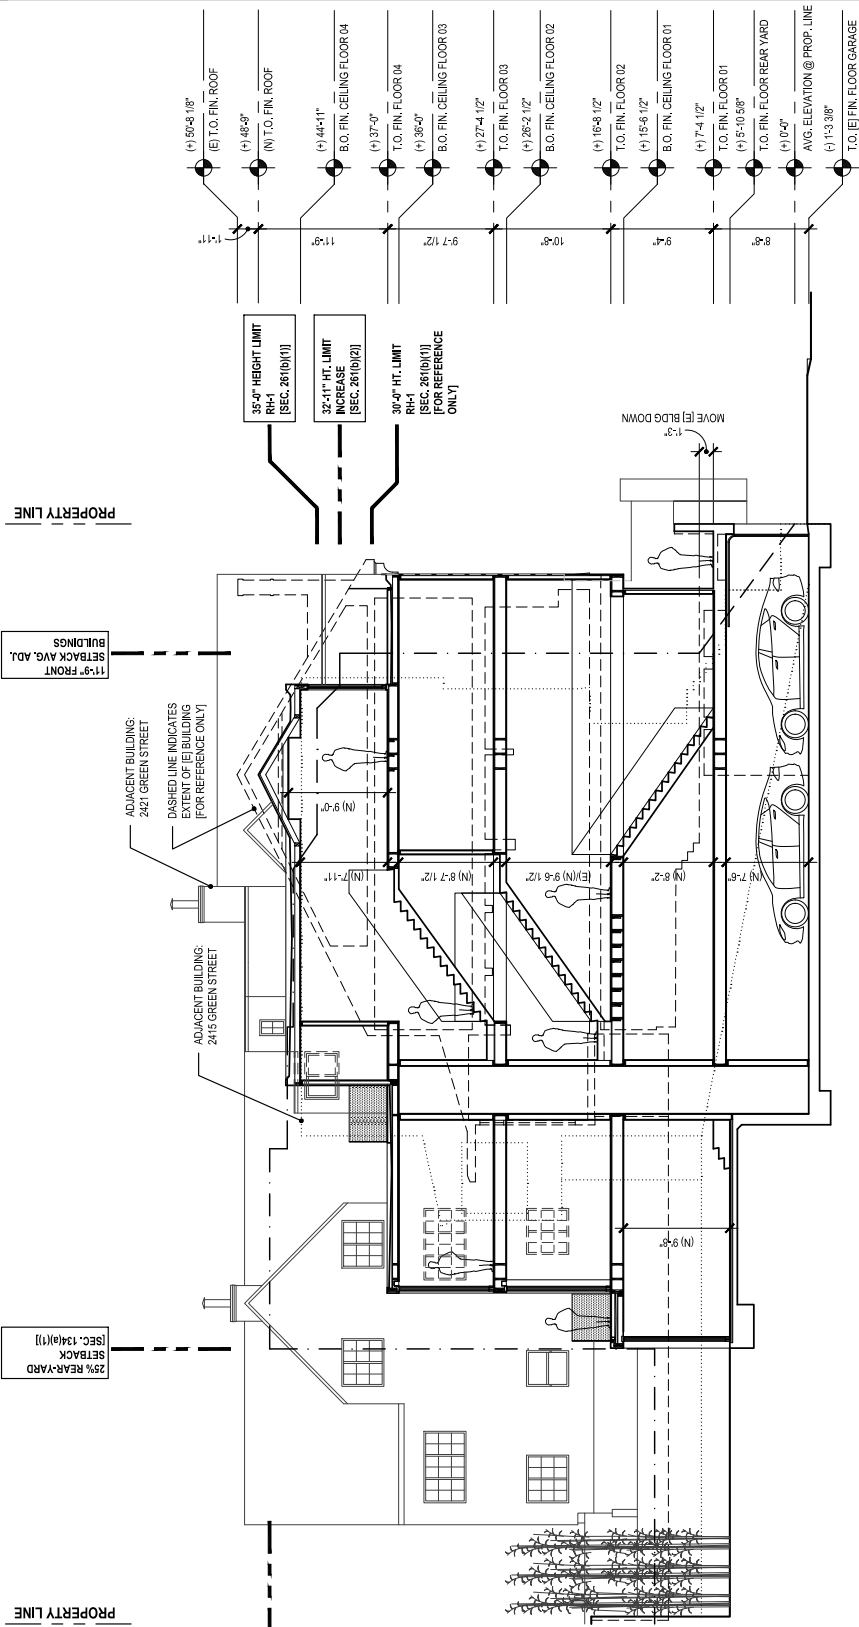 (+) 50'-8 1/8"
(E) T.O. FIN. ROOF
(+) 48'-9"
(N) T.O. FIN. ROOF
(+) 44'-11"
B.O. FIN. CEILING FLOOR 04
(+) 37'-0"
T.O. FIN. FLOOR 04
(+) 36'-0"
B.O. FIN. CEILING FLOOR 03
(+) 27'-4 1/2"
T.O. FIN. FLOOR 03
(+) 26'-2 1/2"
B.O. FIN. CEILING FLOOR 02
(+) 16'-8 1/2"
T.O. FIN. FLOOR 02
(+) 15'-6 1/2"
B.O. FIN. CEILING FLOOR 01
(+) 7'-4 1/2"
T.O. FIN. FLOOR 01
(+) 5'-10 5/8"
T.O. FIN. FLOOR REAR YARD
(+) 0'-0"
AVG. ELEVATION @ PROP. LINE
(-) 1'-3 3/8"
T.O. [E] FIN. FLOOR GARAGE
1'-11"
11'-9"
9'-7 1/2"
10'-8"
9'-4"
8'-8"
35'-0" HEIGHT LIMIT
RH-1
[SEC. 261(b)(1)]
32'-11" HT. LIMIT
INCREASE
[SEC. 261(b)(2)]
30'-0" HT. LIMIT
RH-1
[SEC. 261(b)(1)]
[FOR REFERENCE
ONLY]
1'-3"
MOVE [E] BLDG DOWN
PROPERTY LINE
11'-9" FRONT
SETBACK AVG. ADJ.
BUILDINGS
ADJACENT BUILDING:
2421 GREEN STREET
DASHED LINE INDICATES
EXTENT OF [E] BUILDING
[FOR REFERENCE ONLY]
ADJACENT BUILDING:
2415 GREEN STREET
(N) 9'-0"
(N) 7'-11"
(N) 8'-7 1/2"
(E)/(N) 9'-6 1/2"
(N) 8'-2"
(N) 7'-6"
(N) 9'-8"
25% REAR-YARD
SETBACK
[SEC. 134(a)(1)]
PROPERTY LINE